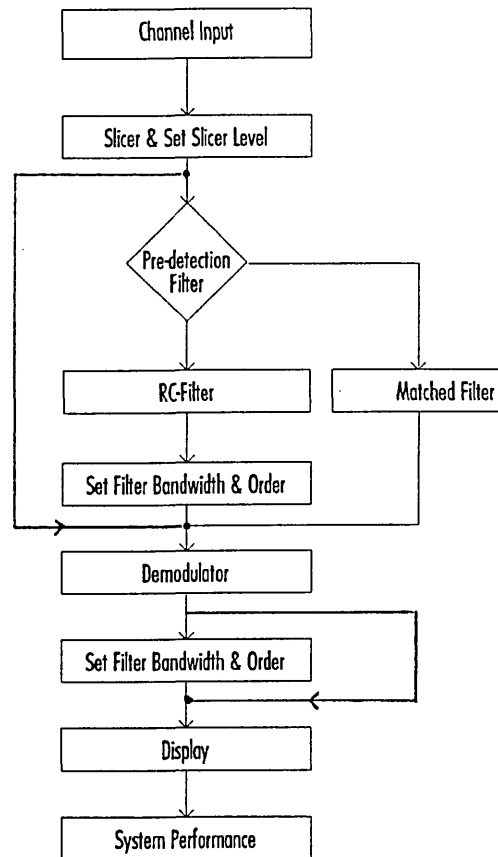 Channel Input
Slicer & Set Slicer Level
Pre-detection
Filter
RC-Filter
Matched Filter
Set Filter Bandwidth & Order
Demodulator
Set Filter Bandwidth & Order
Display
System Performance